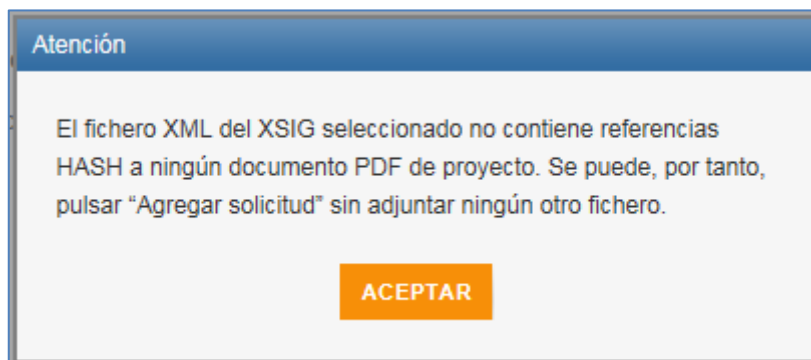 Atención
El fichero XML del XSIG seleccionado no contiene referencias
HASH a ningún documento PDF de proyecto. Se puede, por tanto,
pulsar “Agregar solicitud” sin adjuntar ningún otro fichero.
ACEPTAR